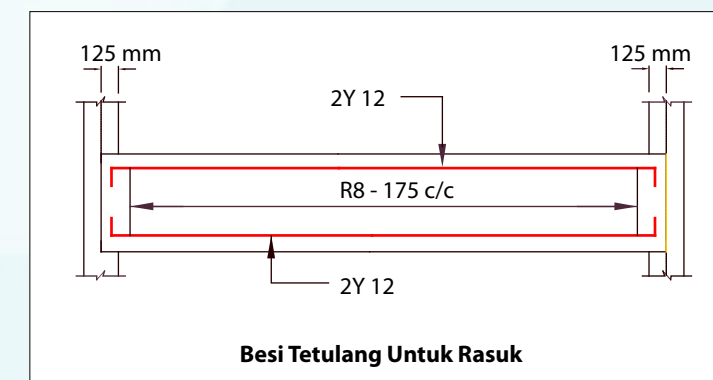 125 mm 125 mm
2Y 12
R8 - 175 c/c
2Y 12
Besi Tetulang Untuk Rasuk